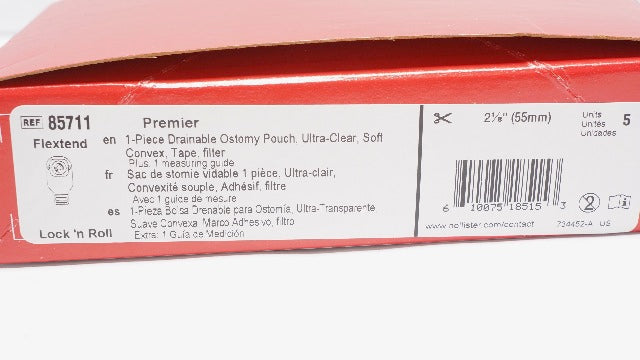 REF 85711
Premier
Flextend
en 1-Piece Drainable Ostomy Pouch, Ultra-Clear, Soft
Convex, Tape, filter
Plus: 1 measuring guide
fr Sac de stomie vidable 1 pièce, Ultra-clair,
Convexité souple, Adhésif, filtre
Avec 1 guide de mesure
es 1-Pieza Bolsa Drenable para Ostomía, Ultra-Transparente
Suave Convexa, Marco Adhesivo, filtro
Extra: 1 Guía de Medición
Lock 'n Roll
2⅛" (55mm)
Units
Unités
Unidades
5
6 10075 18515 3
2
www.hollister.com/contact
734452-A US